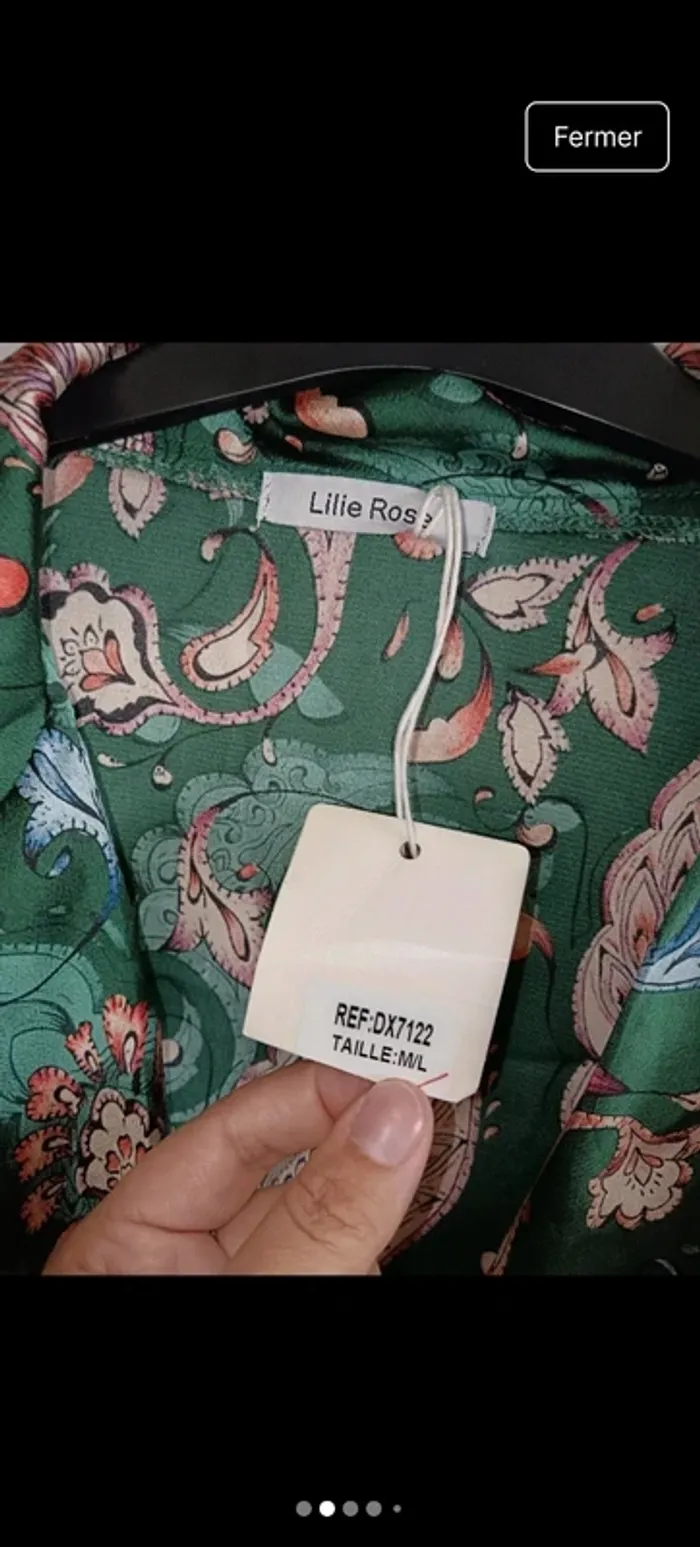 Fermer
Lilie Rose
REF:DX7122
TAILLE:M/L